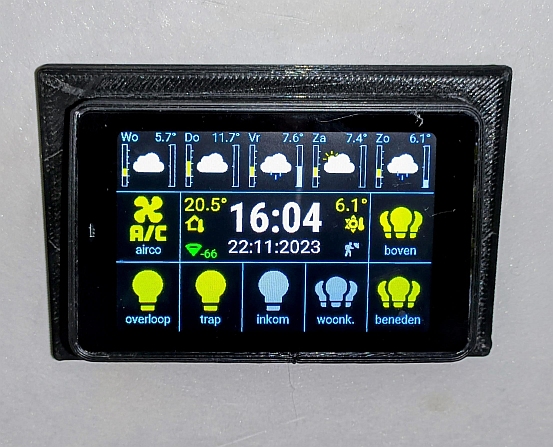 Wo 5.7° Do 11.7° Vr 7.6° Za 7.4° Zo 6.1°
A/C
airco
20.5° 16:04 6.1°
-66 22:11:2023
boven
overloop trap inkom woonk. beneden